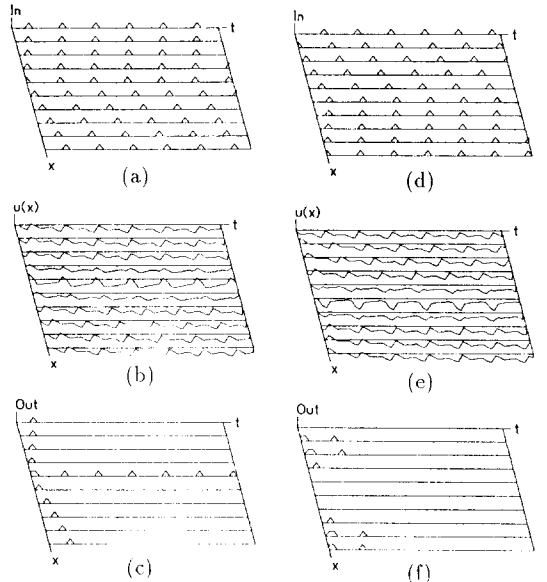 In
t
x
(a)
In
t
x
(d)
u(x)
t
x
(b)
u(x)
t
x
(e)
Out
t
x
(c)
Out
t
x
(f)